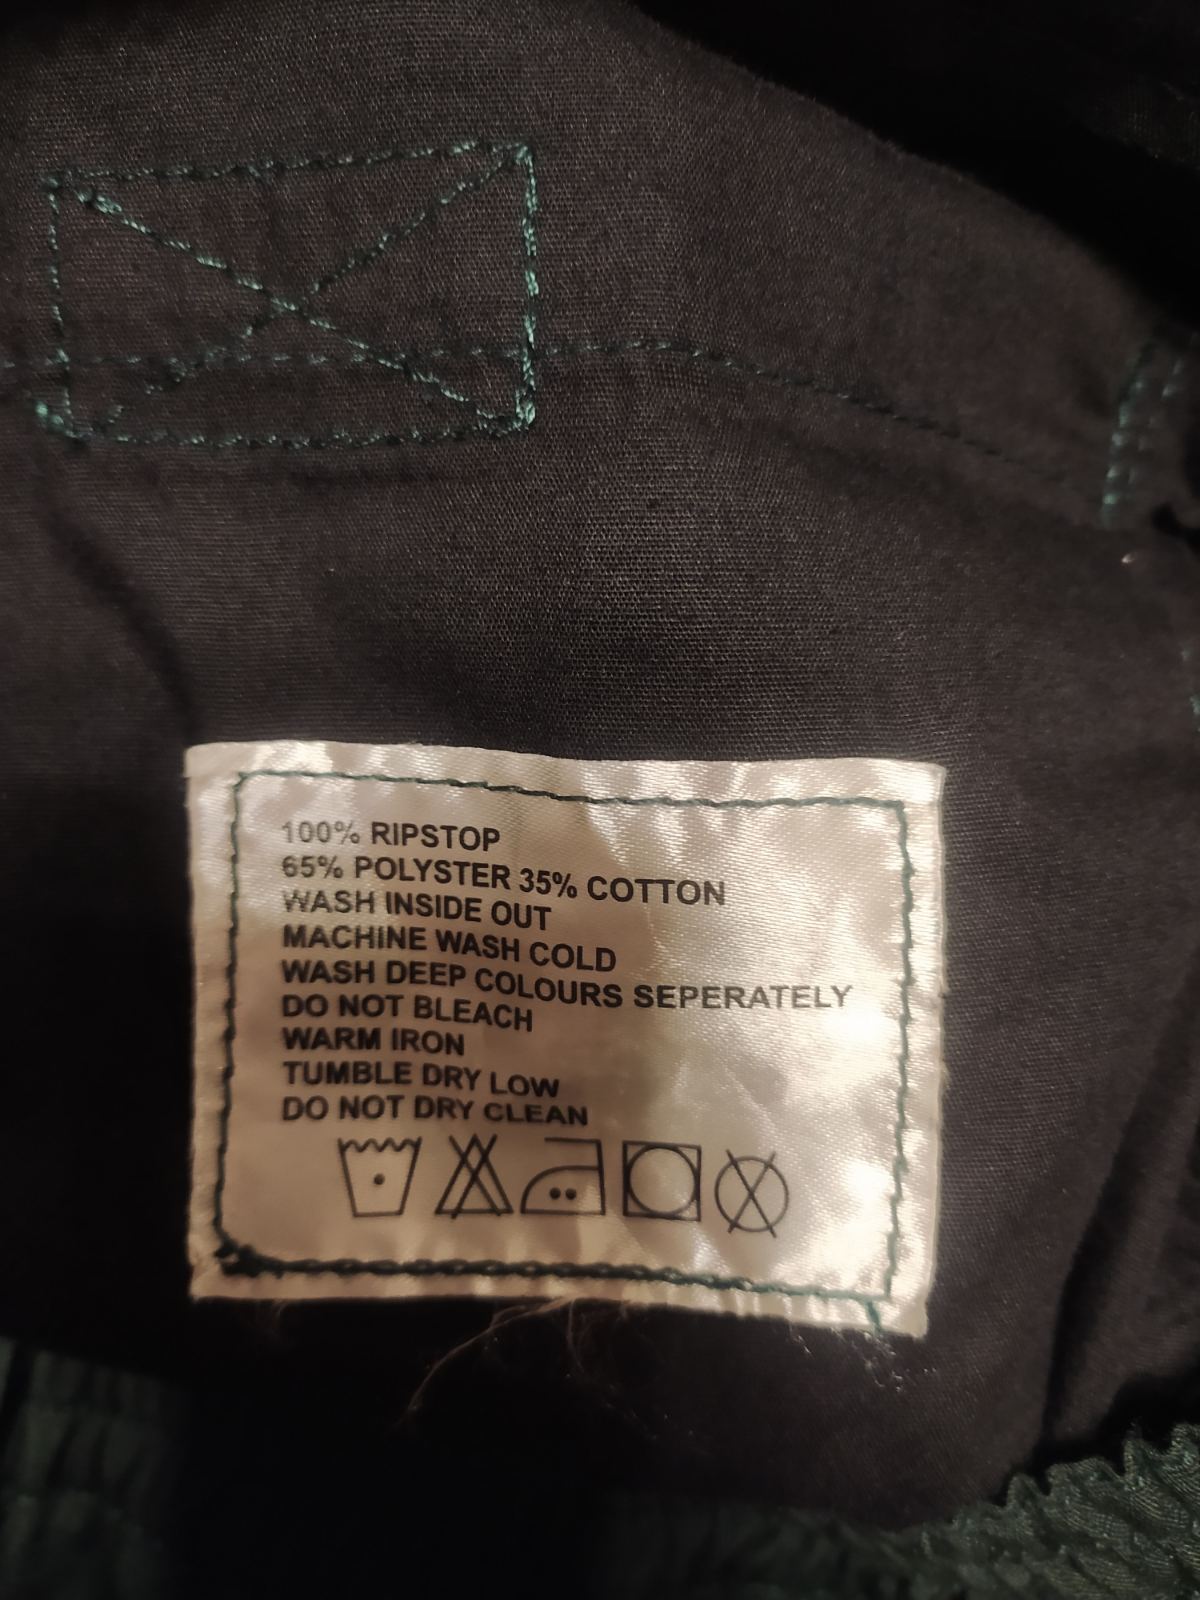 100% RIPSTOP
65% POLYSTER 35% COTTON
WASH INSIDE OUT
MACHINE WASH COLD
WASH DEEP COLOURS SEPERATELY
DO NOT BLEACH
WARM IRON
TUMBLE DRY LOW
DO NOT DRY CLEAN